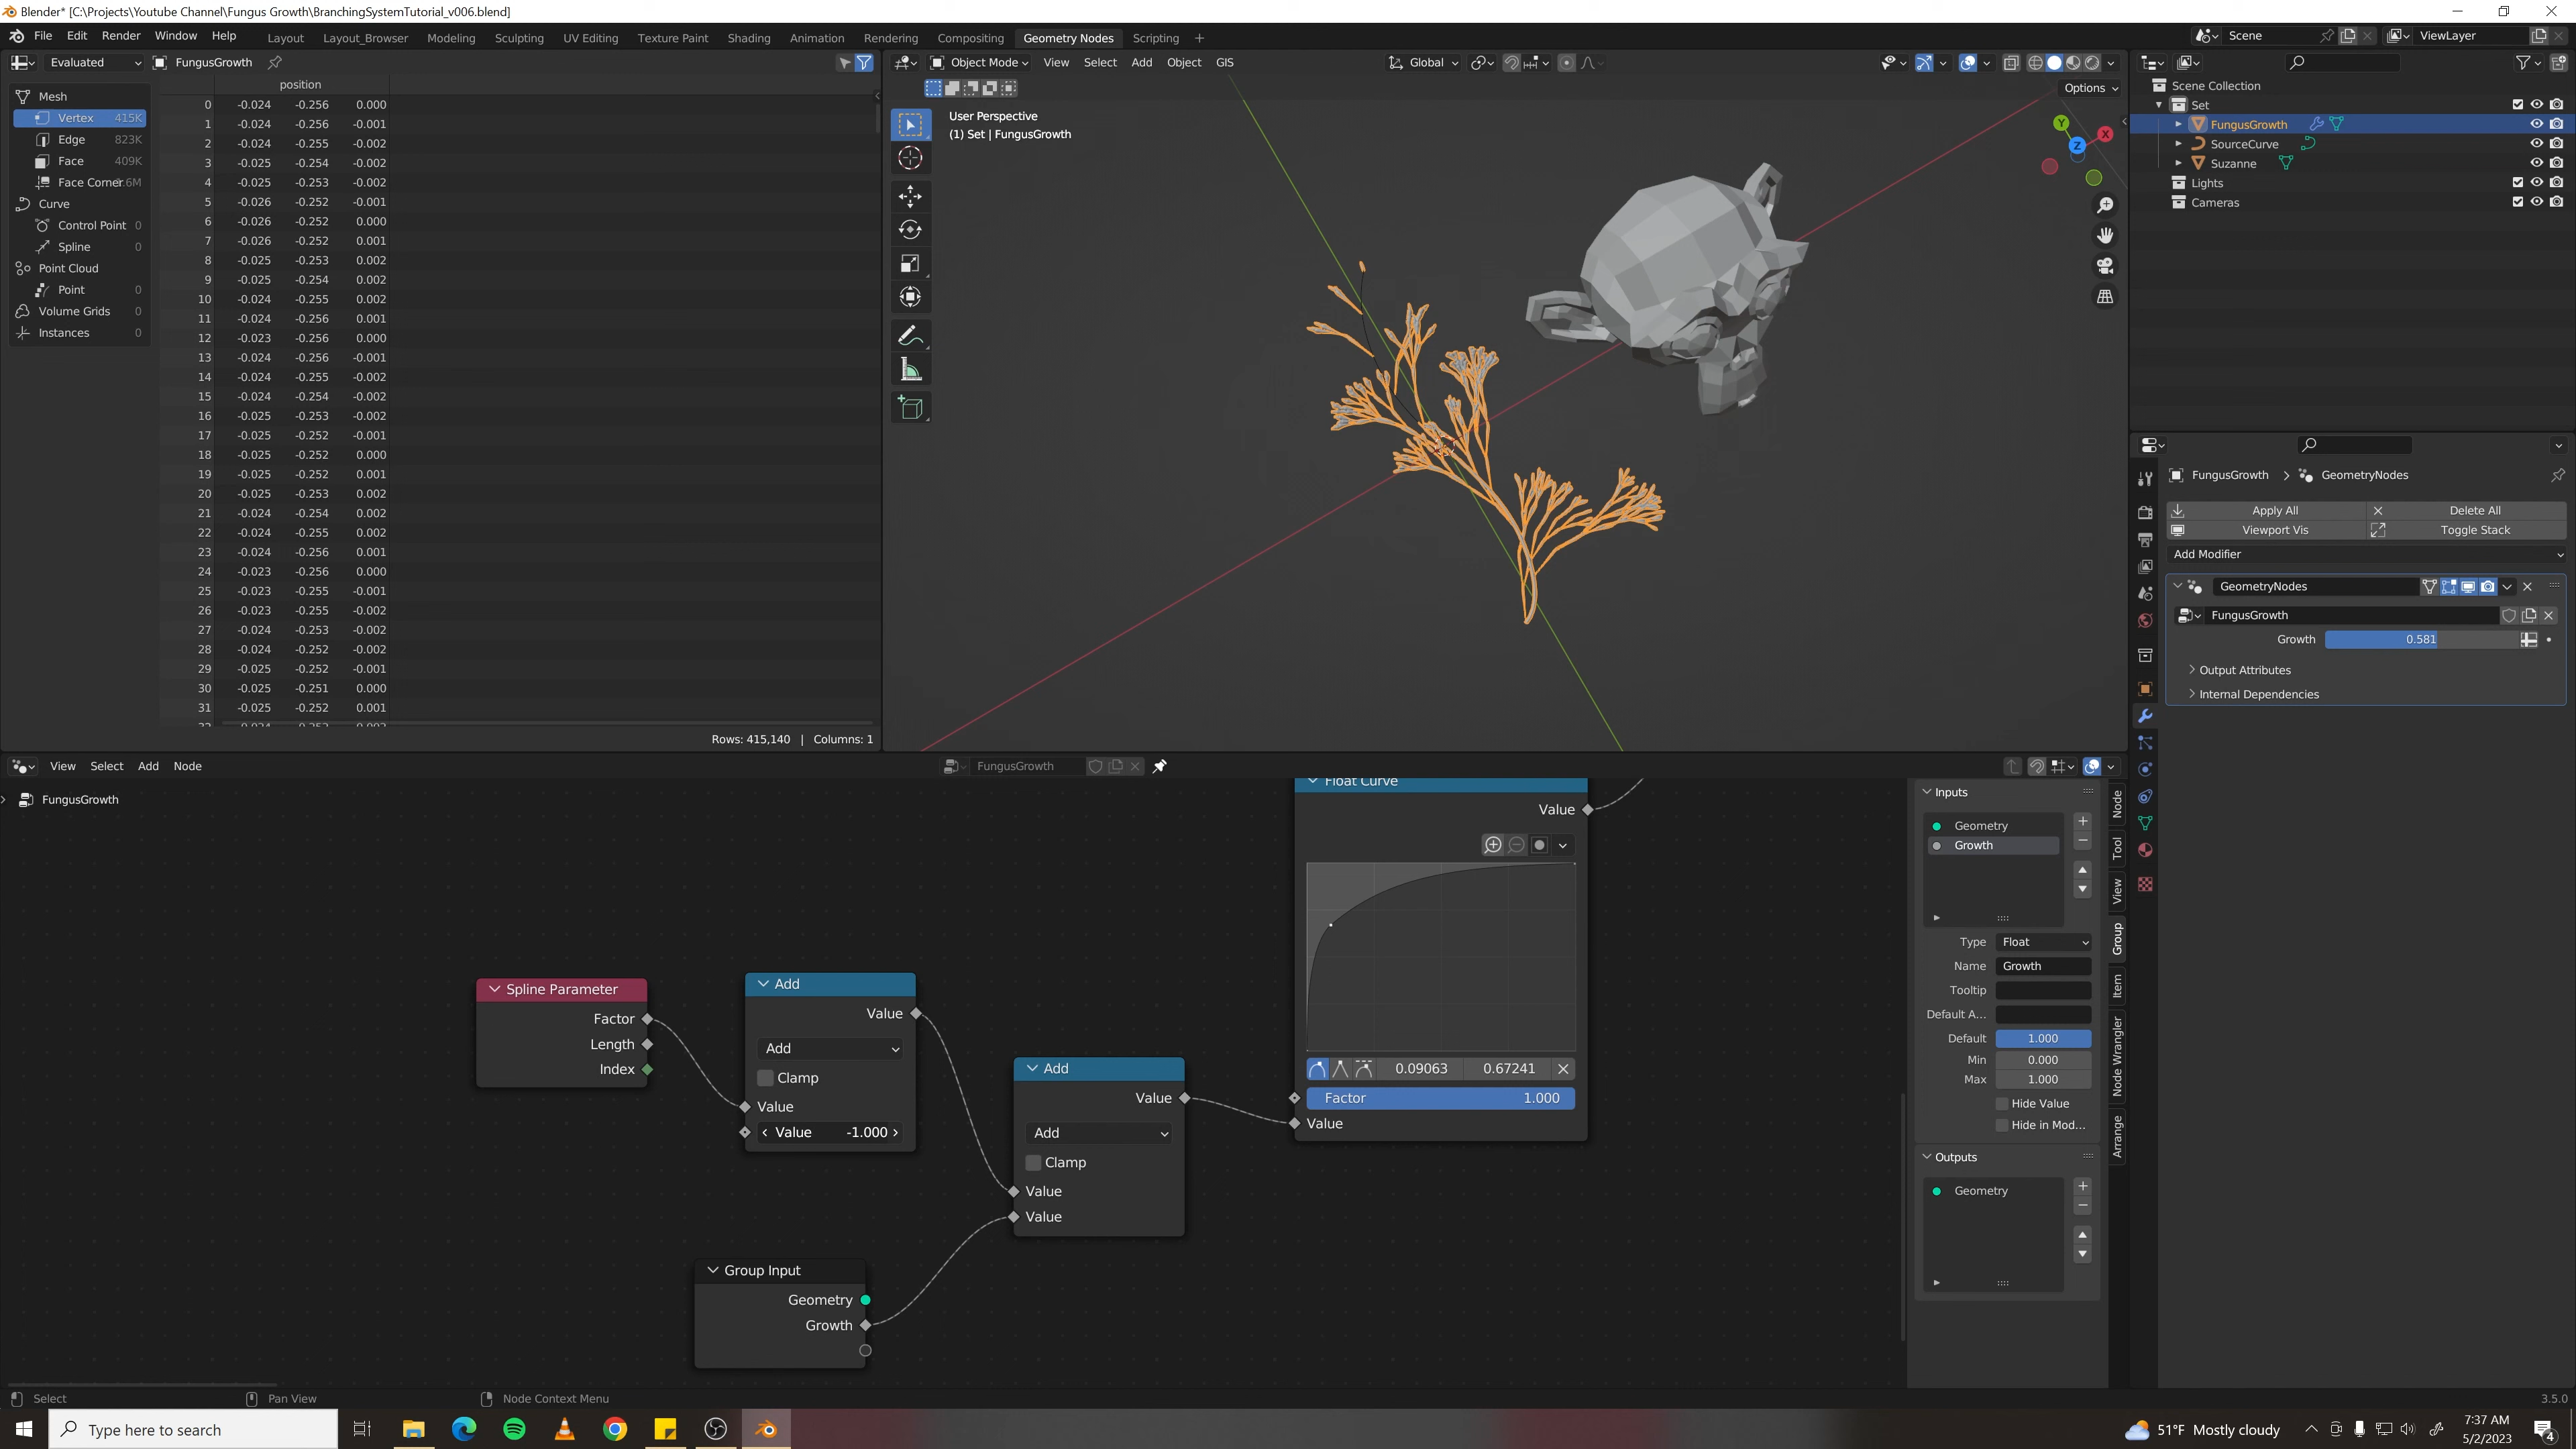 Blender* [C:\Projects\Youtube Channel\Fungus Growth\BranchingSystemTutorial_v006.blend]
File Edit Render Window Help Layout Layout_Browser Modeling Sculpting UV Editing Texture Paint Shading Animation Rendering Compositing Geometry Nodes Scripting + Scene ViewLayer
Evaluated FungusGrowth
position
Mesh
Vertex 415K
Edge 823K
Face 409K
Face Corner
Curve
Control Point 0
Spline 0
Point Cloud
Point 0
Volume Grids 0
Instances 0
0 -0.024 -0.256 0.000
1 -0.024 -0.256 -0.001
2 -0.024 -0.255 -0.002
3 -0.025 -0.254 -0.002
4 -0.025 -0.253 -0.002
5 -0.026 -0.252 -0.001
6 -0.026 -0.252 0.000
7 -0.026 -0.252 0.001
8 -0.025 -0.253 0.002
9 -0.025 -0.254 0.002
10 -0.024 -0.255 0.002
11 -0.024 -0.256 0.001
12 -0.023 -0.256 0.000
13 -0.024 -0.256 -0.001
14 -0.024 -0.255 -0.002
15 -0.024 -0.254 -0.002
16 -0.025 -0.253 -0.002
17 -0.025 -0.252 -0.001
18 -0.025 -0.252 0.000
19 -0.025 -0.252 0.001
20 -0.025 -0.253 0.002
21 -0.024 -0.254 0.002
22 -0.024 -0.255 0.002
23 -0.024 -0.256 0.001
24 -0.023 -0.256 0.000
25 -0.023 -0.255 -0.001
26 -0.023 -0.255 -0.002
27 -0.024 -0.253 -0.002
28 -0.024 -0.252 -0.002
29 -0.025 -0.252 -0.001
30 -0.025 -0.251 0.000
31 -0.025 -0.252 0.001
Rows: 415,140 | Columns: 1
Object Mode View Select Add Object GIS Global
Options
User Perspective
(1) Set | FungusGrowth
Y
X
Z
Scene Collection
Set
FungusGrowth
SourceCurve
Suzanne
Lights
Cameras
FungusGrowth > GeometryNodes
Apply All Delete All
Viewport Vis Toggle Stack
Add Modifier
GeometryNodes
FungusGrowth
Growth 0.581
Output Attributes
Internal Dependencies
View Select Add Node FungusGrowth
FungusGrowth
Spline Parameter
Factor
Length
Index
Add
Value
Add
Clamp
Value
Value -1.000
Group Input
Geometry
Growth
Add
Value
Add
Clamp
Value
Value
Float Curve
Value
0.09063 0.67241
Factor 1.000
Value
Inputs
Geometry
Growth
Type Float
Name Growth
Tooltip
Default A...
Default 1.000
Min 0.000
Max 1.000
Hide Value
Hide in Mod...
Outputs
Geometry
Node
Tool
View
Group
Item
Node Wrangler
Arrange
Select Pan View Node Context Menu 3.5.0
Type here to search
51°F Mostly cloudy
7:37 AM
5/2/2023
4